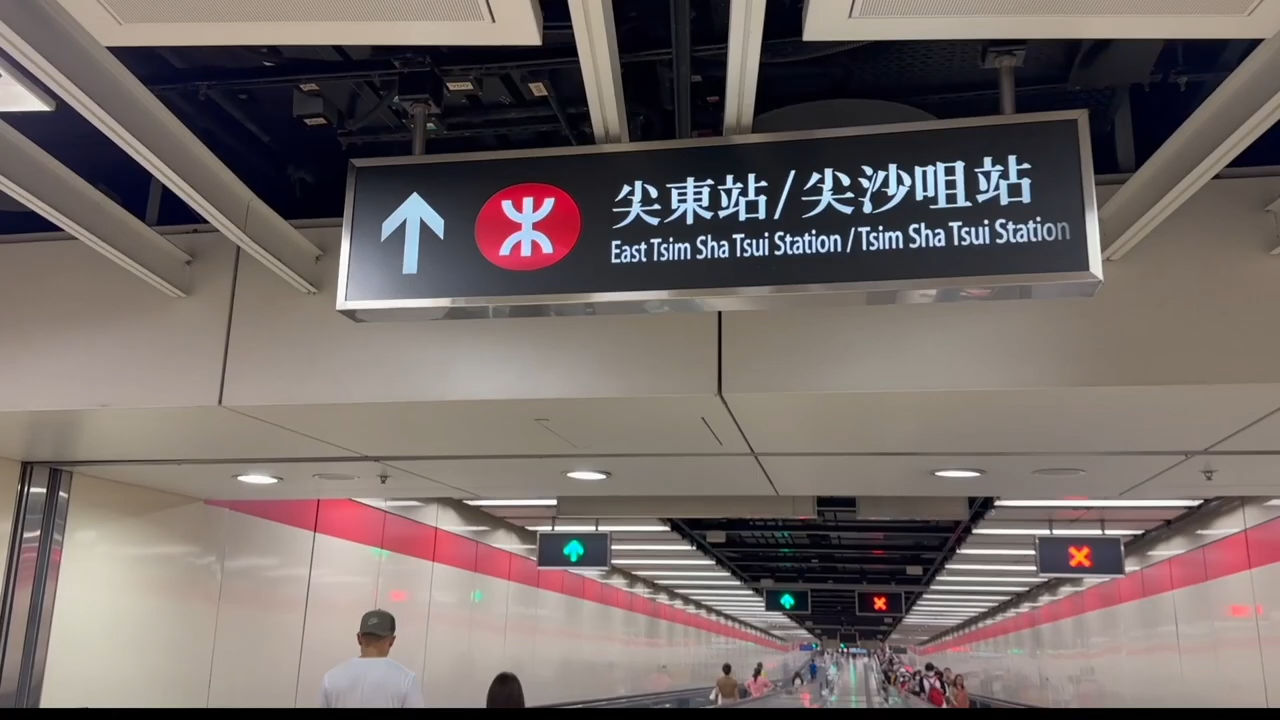 尖東站/尖沙咀站
East Tsim Sha Tsui Station / Tsim Sha Tsui Station